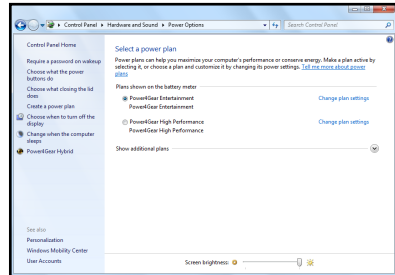 Control Panel ▸ Hardware and Sound ▸ Power Options
Search Control Panel
Control Panel Home
Require a password on wakeup
Choose what the power
buttons do
Choose what closing the lid
does
Create a power plan
Choose when to turn off the
display
Change when the computer
sleeps
Power4Gear Hybrid
See also
Personalization
Windows Mobility Center
User Accounts
Select a power plan
Power plans can help you maximize your computer's performance or conserve energy. Make a plan active by
selecting it, or choose a plan and customize it by changing its power settings. Tell me more about power
plans
Plans shown on the battery meter
Power4Gear Entertainment Change plan settings
Power4Gear Entertainment
Power4Gear High Performance Change plan settings
Power4Gear High Performance
Show additional plans
Screen brightness: